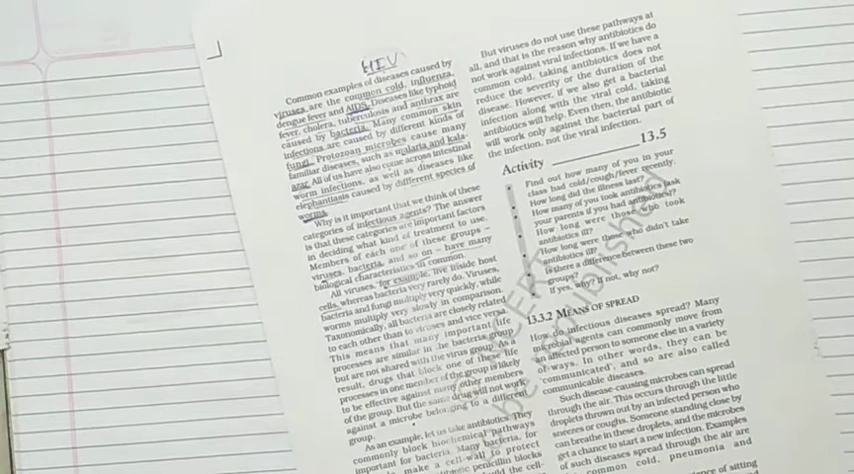 HIV
Common examples of diseases caused by
viruses are the common cold, influenza,
dengue fever and AIDS. Diseases like typhoid
fever, cholera, tuberculosis and anthrax are
caused by bacteria. Many common skin
infections are caused by different kinds of
fungi. Protozoan microbes cause many
familiar diseases, such as malaria and kala-
azar. All of us have also come across intestinal
worm infections, as well as diseases like
elephantiasis caused by different species of
worms.
Why is it important that we think of these
categories of infectious agents? The answer
is that these categories are important factors
in deciding what kind of treatment to use.
Members of each one of these groups –
viruses, bacteria, and so on – have many
biological characteristics in common.
All viruses, for example, live inside host
cells, whereas bacteria very rarely do. Viruses,
bacteria and fungi multiply very quickly, while
worms multiply very slowly in comparison.
Taxonomically, all bacteria are closely related
to each other than to viruses and vice versa.
This means that many important life
processes are similar in the bacteria group
but are not shared with the virus group. As a
result, drugs that block one of these life
processes in one member of the group is likely
to be effective against many other members
of the group. But the same drug will not work
against a microbe belonging to a different
group.
As an example, let us take antibiotics. They
commonly block biochemical pathways
important for bacteria. Many bacteria, for
make a cell-wall to protect
penicillin blocks
build the cell-
But viruses do not use these pathways at
all, and that is the reason why antibiotics do
not work against viral infections. If we have a
common cold, taking antibiotics does not
reduce the severity or the duration of the
disease. However, if we also get a bacterial
infection along with the viral cold, taking
antibiotics will help. Even then, the antibiotic
will work only against the bacterial part of
the infection, not the viral infection.
Activity 13.5
Find out how many of you in your
class had cold/cough/fever recently.
How long did the illness last?
How many of you took antibiotics (ask
your parents if you had antibiotics)?
How long were those who took
antibiotics ill?
How long were those who didn't take
antibiotics ill?
Is there a difference between these two
groups?
If yes, why? If not, why not?
13.3.2 MEANS OF SPREAD
How do infectious diseases spread? Many
microbial agents can commonly move from
an affected person to someone else in a variety
of ways. In other words, they can be
'communicated', and so are also called
communicable diseases.
Such disease-causing microbes can spread
through the air. This occurs through the little
droplets thrown out by an infected person who
sneezes or coughs. Someone standing close by
can breathe in these droplets, and the microbes
get a chance to start a new infection. Examples
of such diseases spread through the air are
common cold, pneumonia and
of sitting